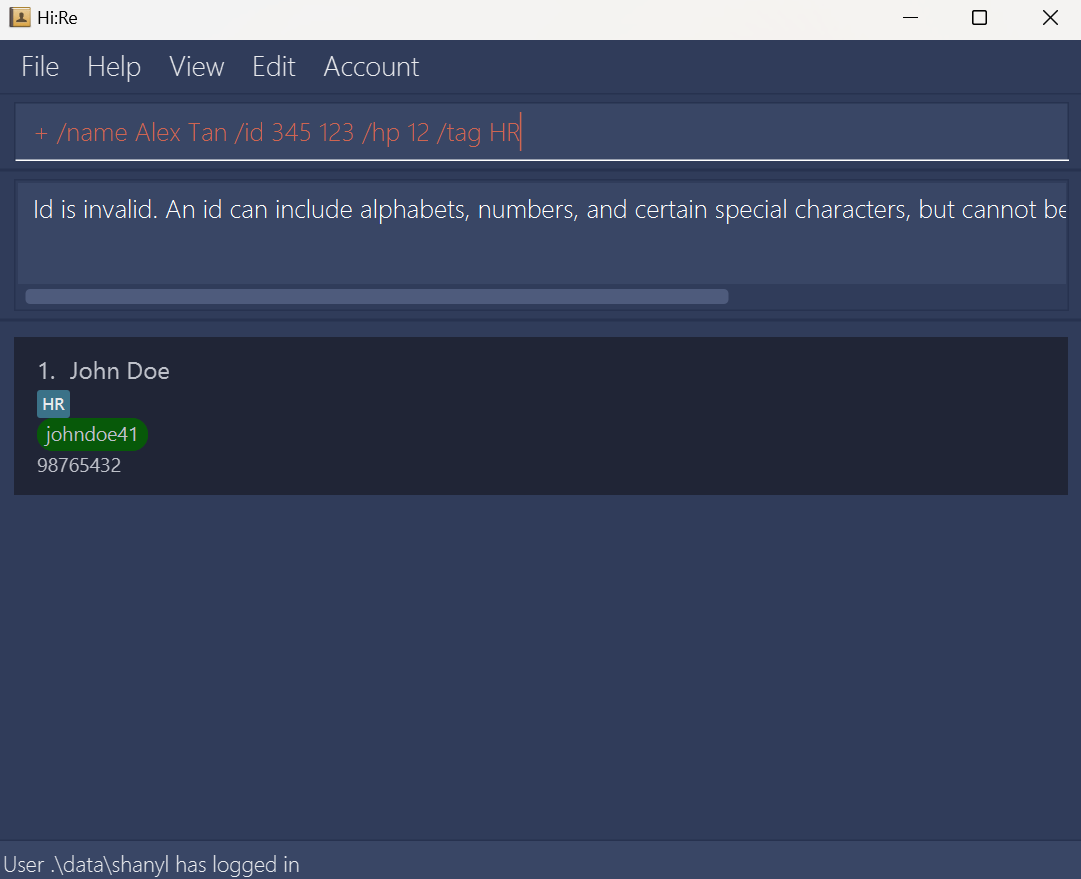 Hi:Re
File Help View Edit Account
+ /name Alex Tan /id 345 123 /hp 12 /tag HR
Id is invalid. An id can include alphabets, numbers, and certain special characters, but cannot be
1. John Doe
HR
johndoe41
98765432
User .\data\shanyl has logged in